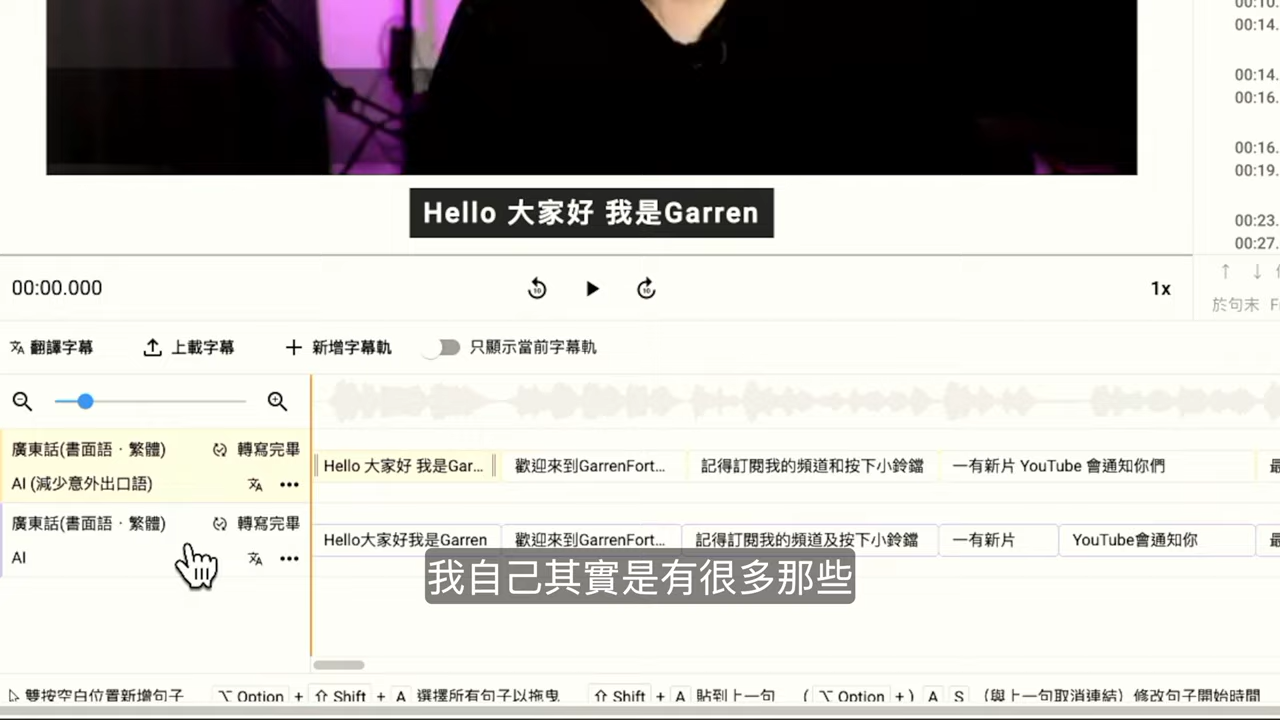 00:10.
00:14.
00:14.
00:16.
00:16.
00:19.
Hello 大家好 我是Garren
00:23.
00:27.
00:00.000
10
10
1x
↑ ↓
於句末
翻譯字幕 上載字幕 + 新增字幕軌 只顯示當前字幕軌
廣東話(書面語．繁體) 轉寫完畢
Hello 大家好 我是Gar... 歡迎來到GarrenFort... 記得訂閱我的頻道和按下小鈴鐺 一有新片 YouTube 會通知你們
AI (減少意外出口語) •••
廣東話(書面語．繁體) 轉寫完畢
Hello大家好我是Garren 歡迎來到GarrenFort... 記得訂閱我的頻道及按下小鈴鐺 一有新片 YouTube會通知你
AI •••
我自己其實是有很多那些
雙按空白位置新增句子 ⌥ Option + ⇧ Shift + A 選擇所有句子以拖曳 ⇧ Shift + A 貼到上一句 ( ⌥ Option + ) A S (與上一句取消連結) 修改句子開始時間